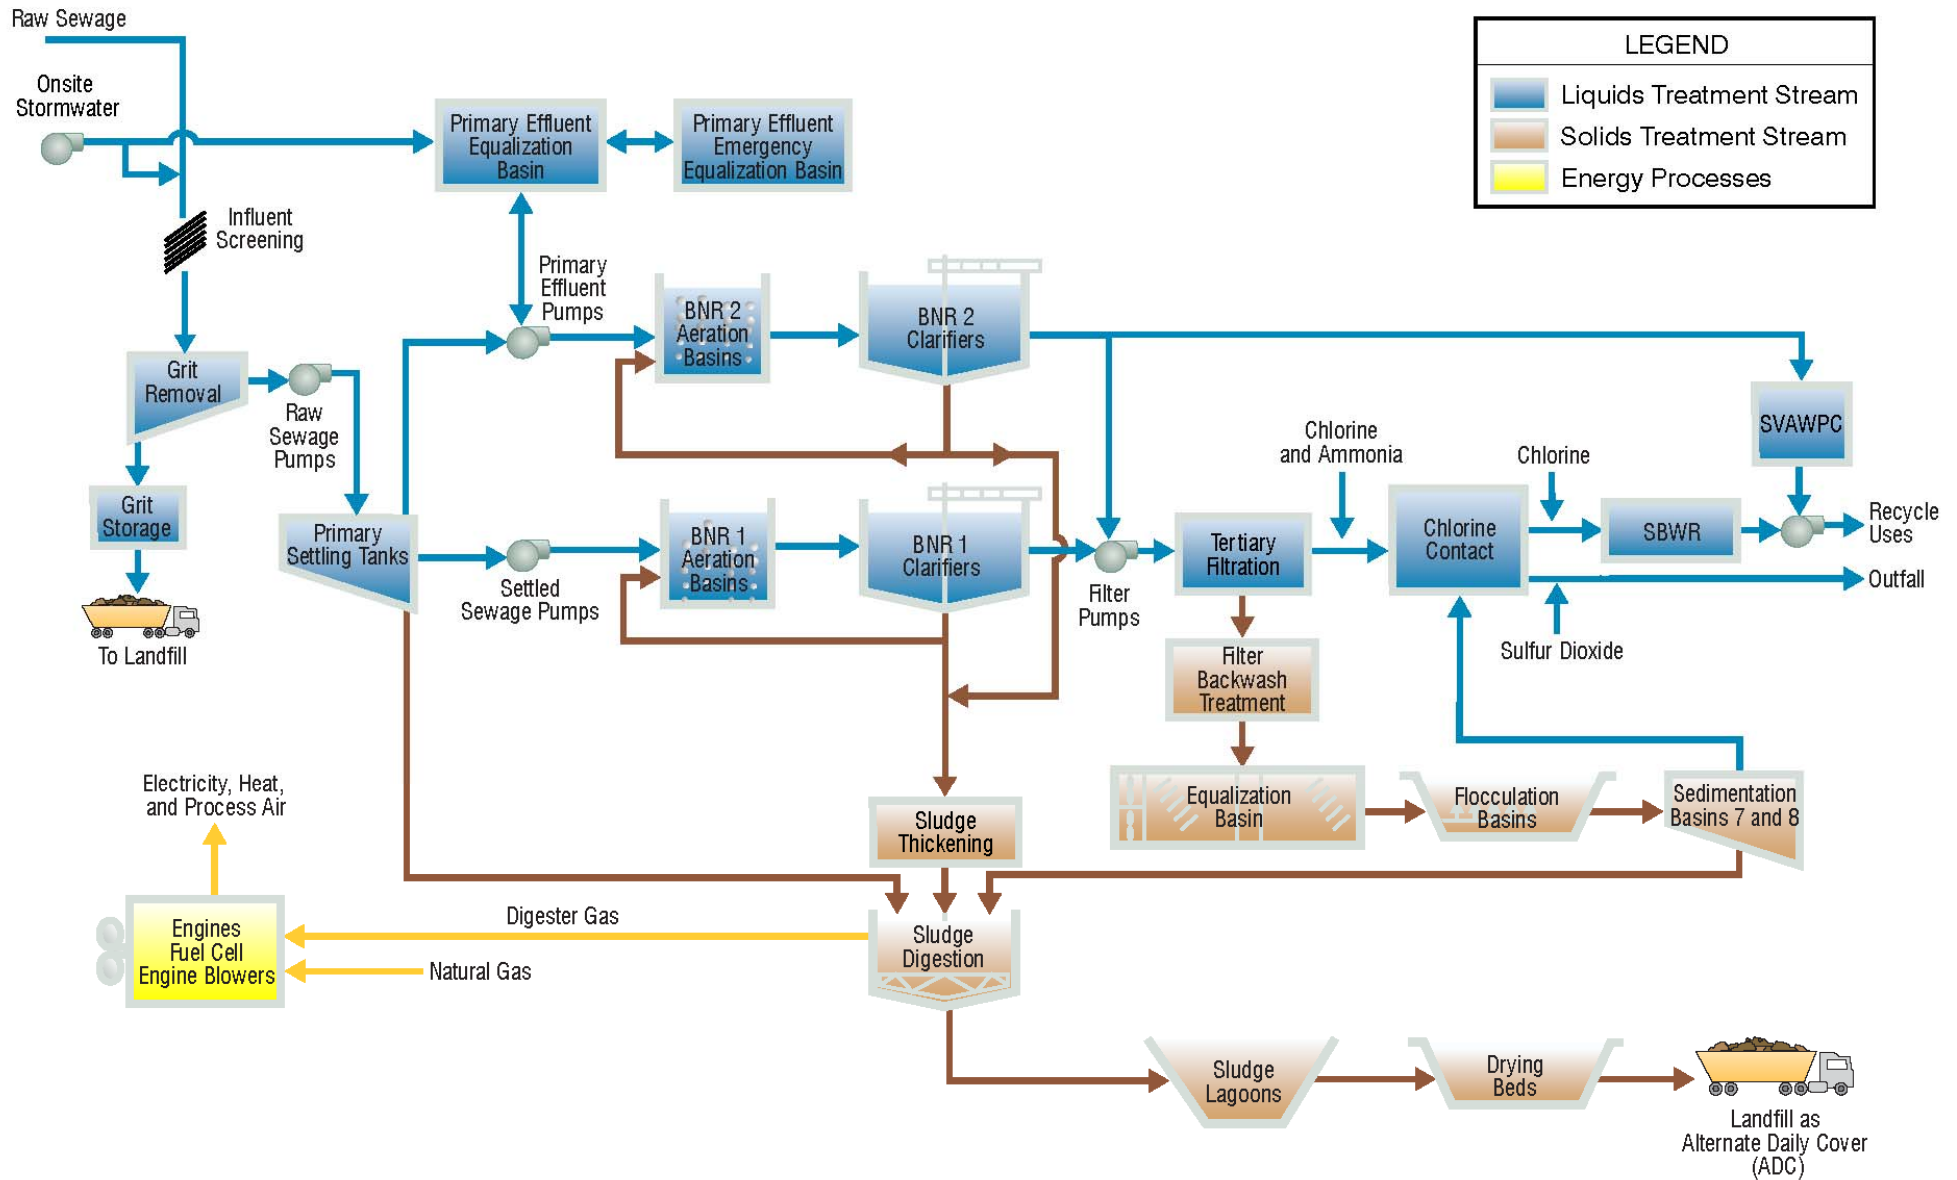 Raw Sewage
Onsite
Stormwater
Influent
Screening
Grit
Removal
Raw
Sewage
Pumps
Grit
Storage
To Landfill
Primary
Settling Tanks
Primary Effluent
Equalization
Basin
Primary Effluent
Emergency
Equalization Basin
Primary
Effluent
Pumps
BNR 2
Aeration
Basins
BNR 2
Clarifiers
Settled
Sewage Pumps
BNR 1
Aeration
Basins
BNR 1
Clarifiers
Filter
Pumps
Tertiary
Filtration
Chlorine
and Ammonia
Chlorine
Contact
Chlorine
SBWR
SVAWPC
Recycle
Uses
Outfall
Sulfur Dioxide
Filter
Backwash
Treatment
Equalization
Basin
Flocculation
Basins
Sedimentation
Basins 7 and 8
Sludge
Thickening
Sludge
Digestion
Digester Gas
Natural Gas
Electricity, Heat,
and Process Air
Engines
Fuel Cell
Engine Blowers
Sludge
Lagoons
Drying
Beds
Landfill as
Alternate Daily Cover
(ADC)
LEGEND
Liquids Treatment Stream
Solids Treatment Stream
Energy Processes